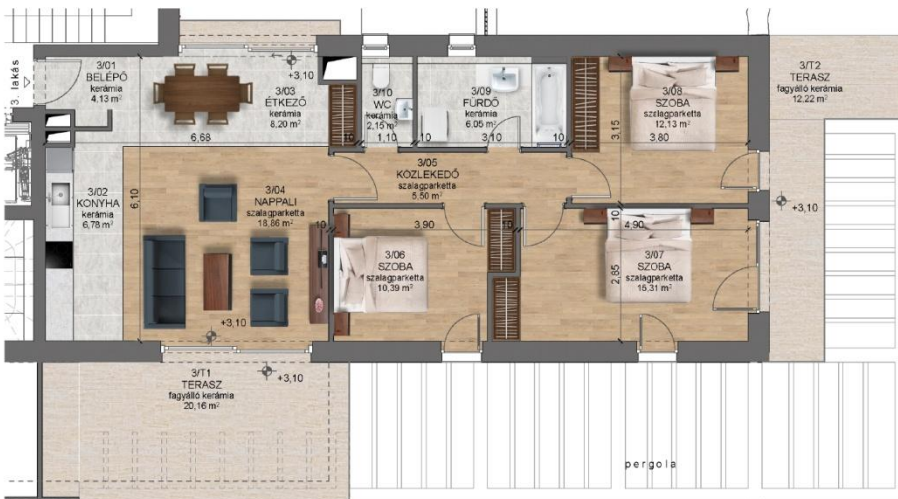 3. lakás
3/01
BELÉPŐ
kerámia
4.13 m²
+3,10
3/03
ÉTKEZŐ
kerámia
8,20 m²
3/10
WC
kerámia
2,15 m²
3/09
FÜRDŐ
kerámia
6,05 m²
3/08
SZOBA
szalagparketta
12,13 m²
3/T2
TERASZ
fagyálló kerámia
12,22 m²
6,68
10
1,10
10
3,10
10
3,15
3,80
3/05
KÖZLEKEDŐ
szalagparketta
5,50 m²
3/02
KONYHA
kerámia
6,78 m²
6,10
3/04
NAPPALI
szalagparketta
18,86 m²
+3,10
10
3,90
10
10
4,90
3/06
SZOBA
szalagparketta
10,39 m²
2,85
3/07
SZOBA
szalagparketta
15,31 m²
+3,10
3/T1
TERASZ
fagyálló kerámia
20,16 m²
+3,10
pergola